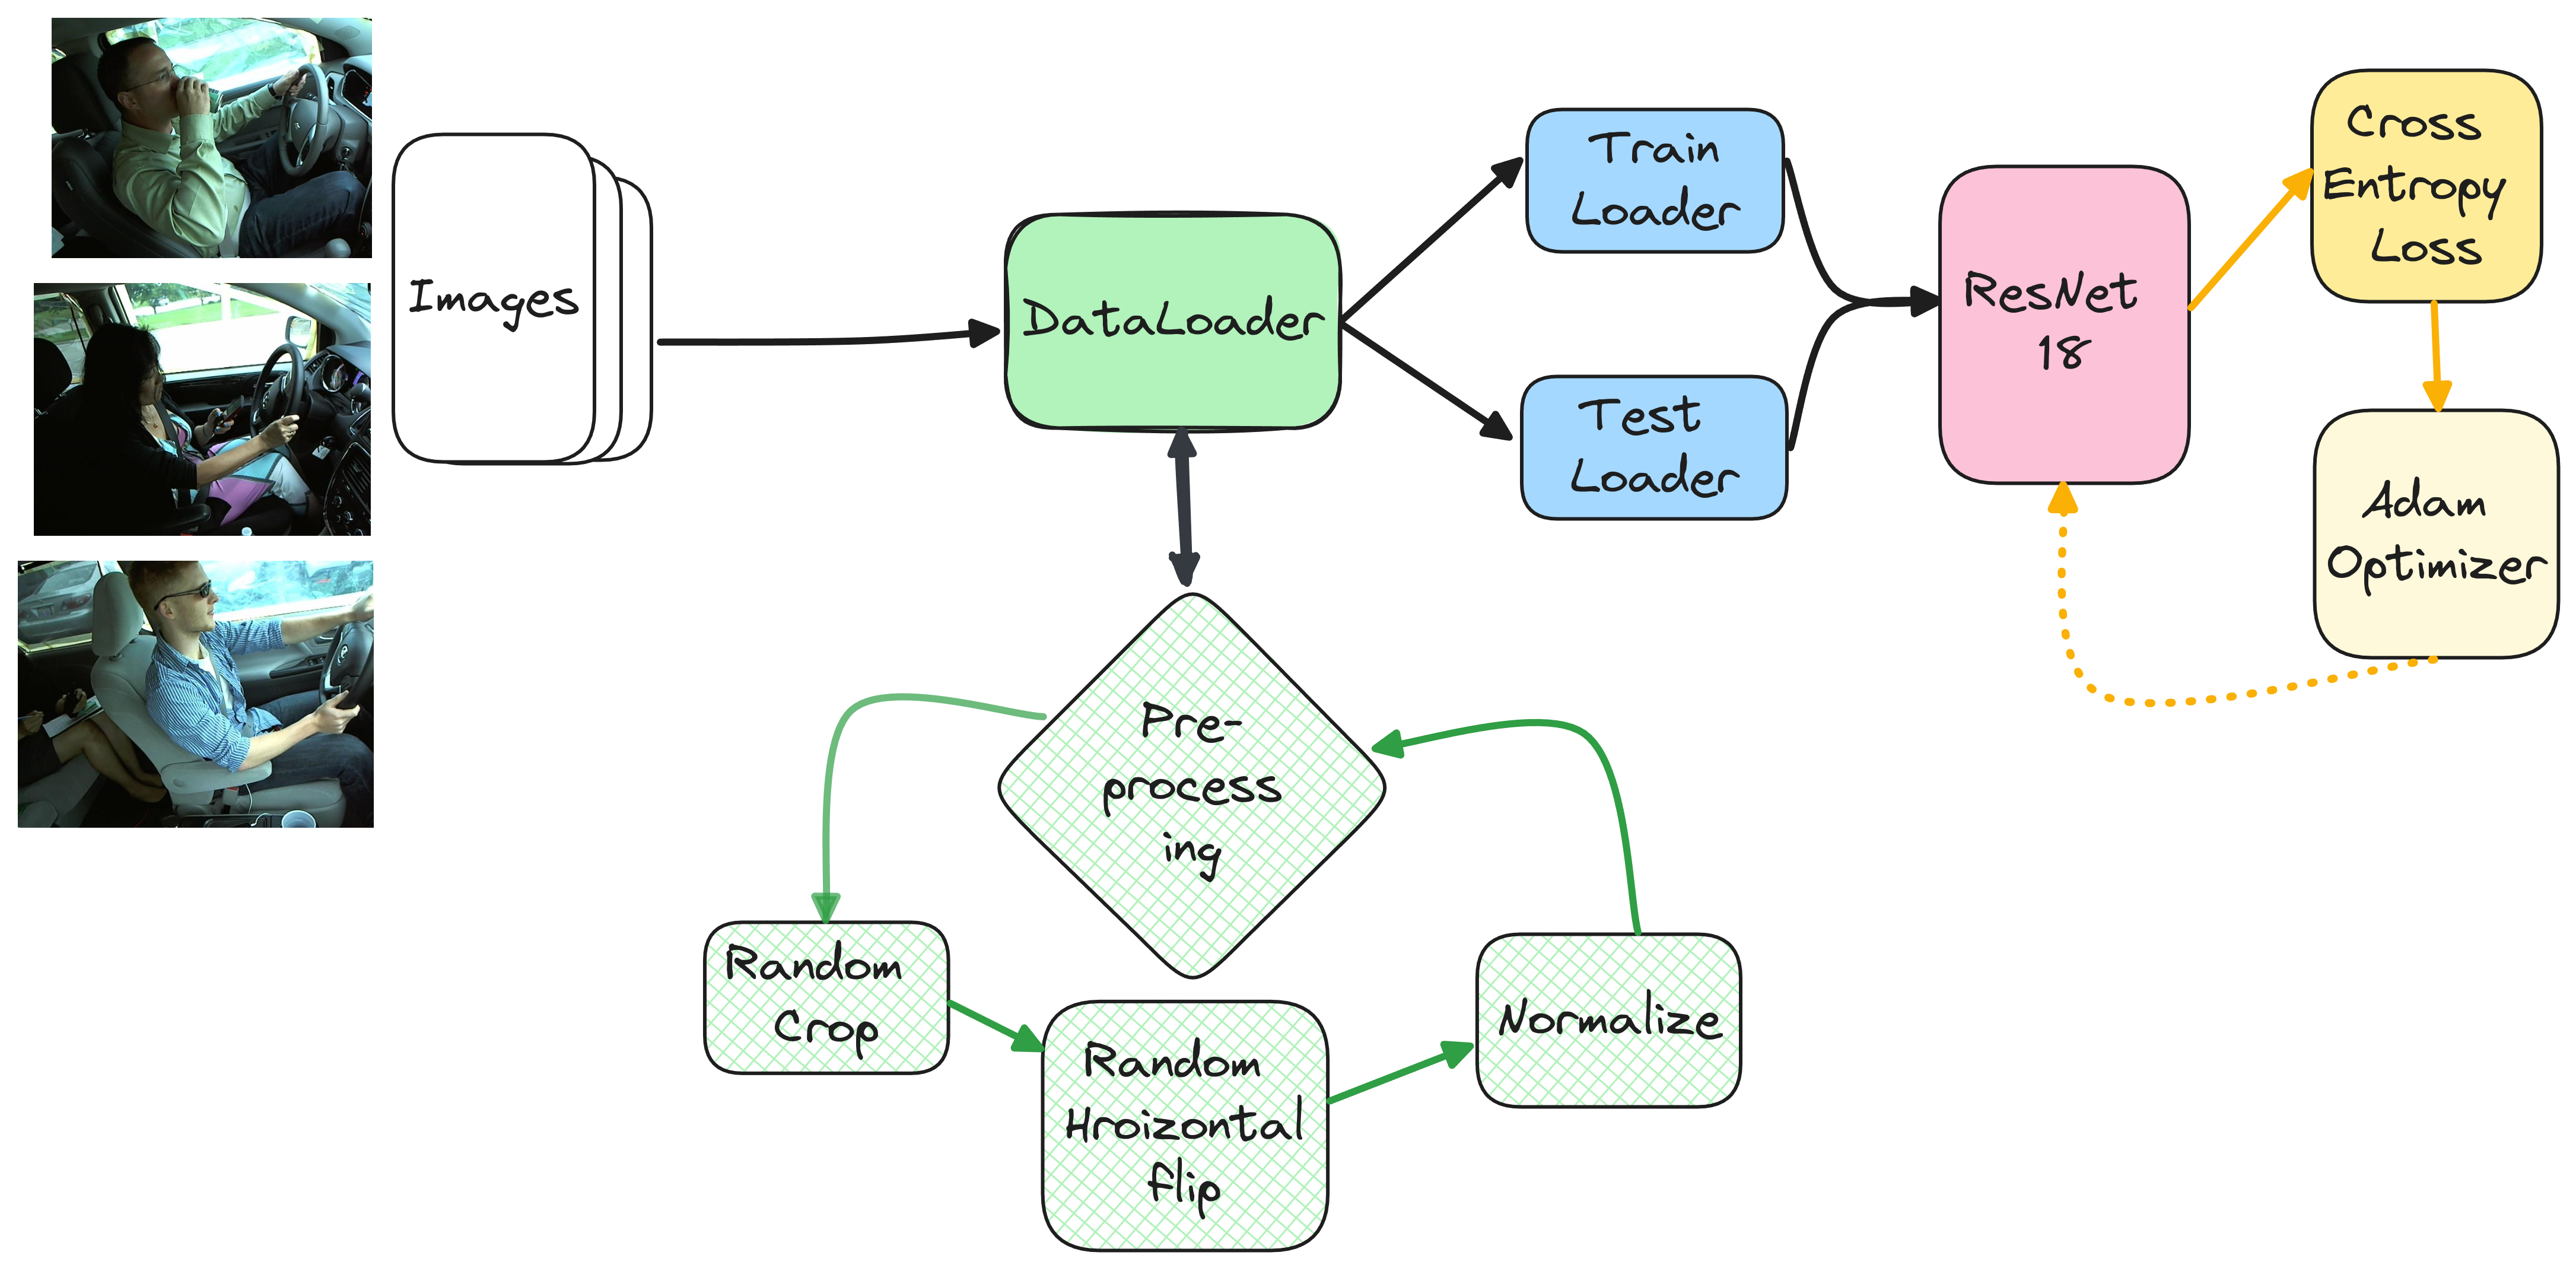 Images
DataLoader
Train
Loader
Test
Loader
ResNet
18
Cross
Entropy
Loss
Adam
Optimizer
Pre-
process
ing
Random
Crop
Random
Hroizontal
flip
Normalize